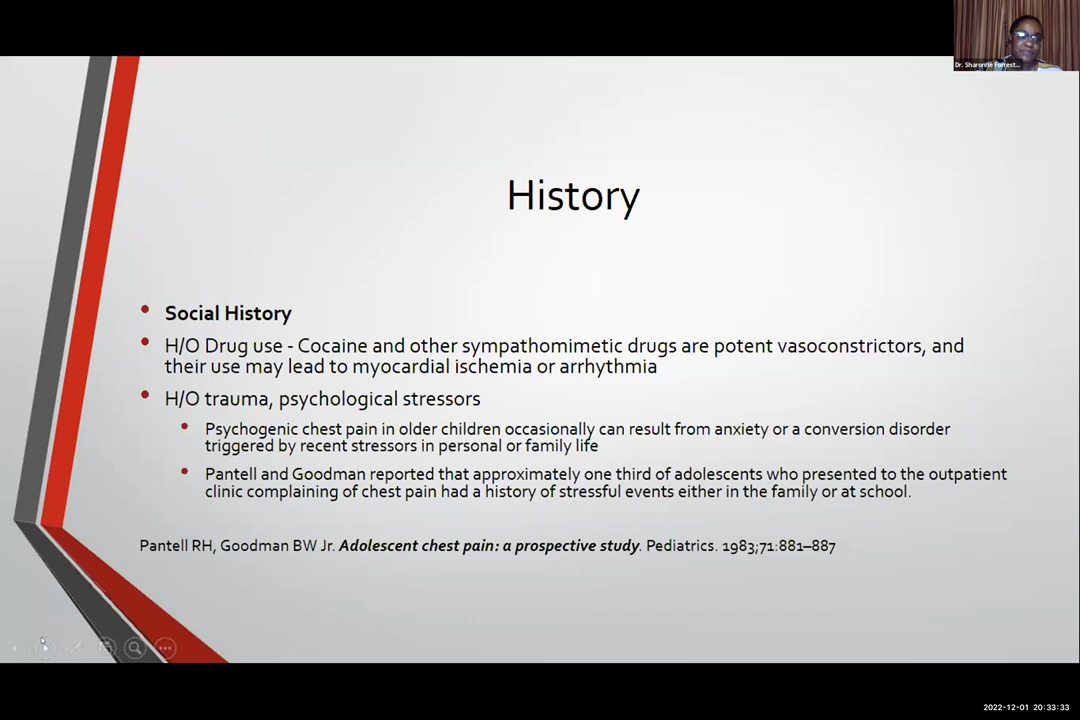 Dr. Sharonne Forrest...
History
Social History
H/O Drug use - Cocaine and other sympathomimetic drugs are potent vasoconstrictors, and
their use may lead to myocardial ischemia or arrhythmia
H/O trauma, psychological stressors
Psychogenic chest pain in older children occasionally can result from anxiety or a conversion disorder
triggered by recent stressors in personal or family life
Pantell and Goodman reported that approximately one third of adolescents who presented to the outpatient
clinic complaining of chest pain had a history of stressful events either in the family or at school.
Pantell RH, Goodman BW Jr. Adolescent chest pain: a prospective study. Pediatrics. 1983;71:881–887
2022-12-01 20:33:33